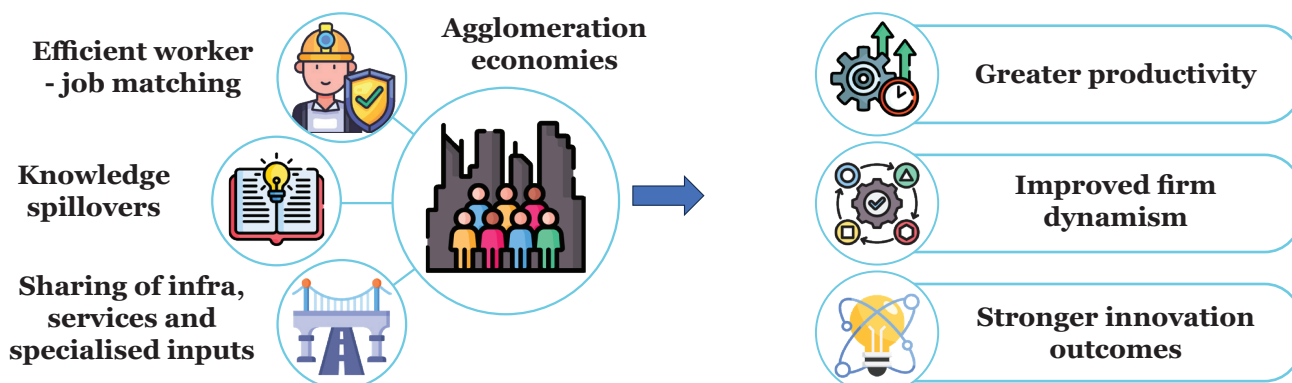 Efficient worker
- job matching
Knowledge
spillovers
Sharing of infra,
services and
specialised inputs
Agglomeration
economies
Greater productivity
Improved firm
dynamism
Stronger innovation
outcomes